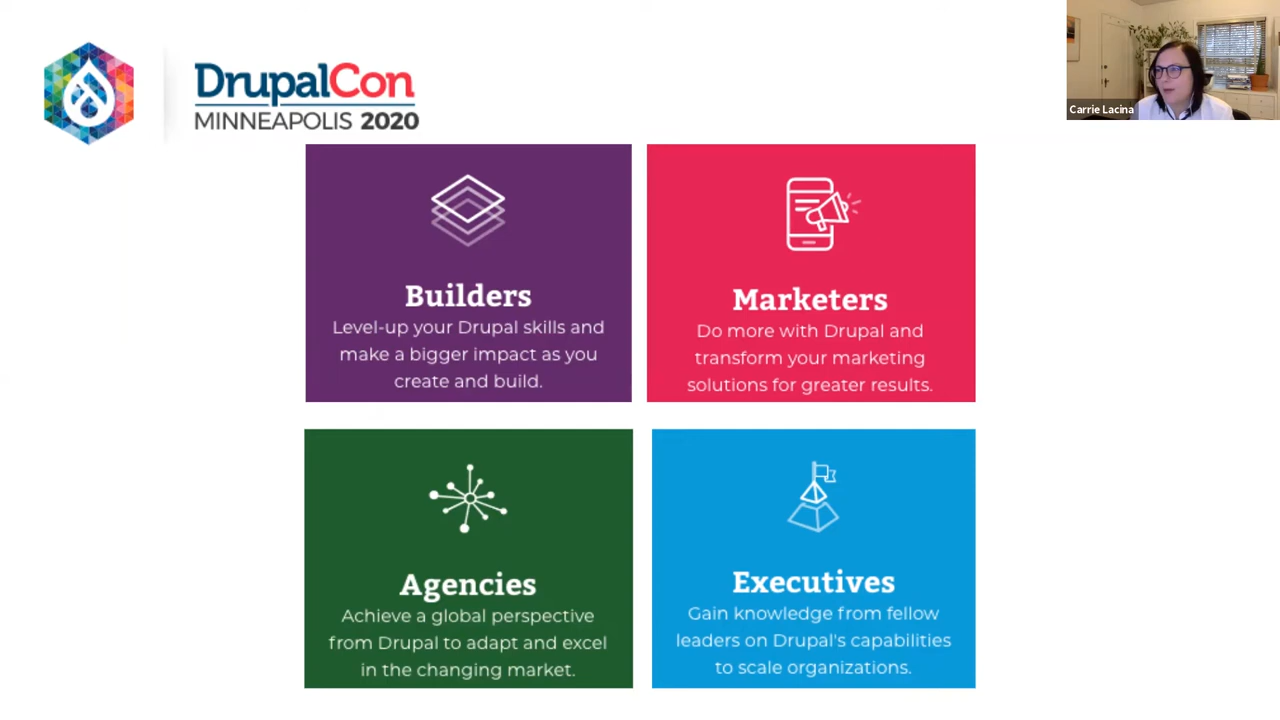 DrupalCon
MINNEAPOLIS 2020
Carrie Lacina
Builders
Level-up your Drupal skills and
make a bigger impact as you
create and build.
Marketers
Do more with Drupal and
transform your marketing
solutions for greater results.
Agencies
Achieve a global perspective
from Drupal to adapt and excel
in the changing market.
Executives
Gain knowledge from fellow
leaders on Drupal's capabilities
to scale organizations.